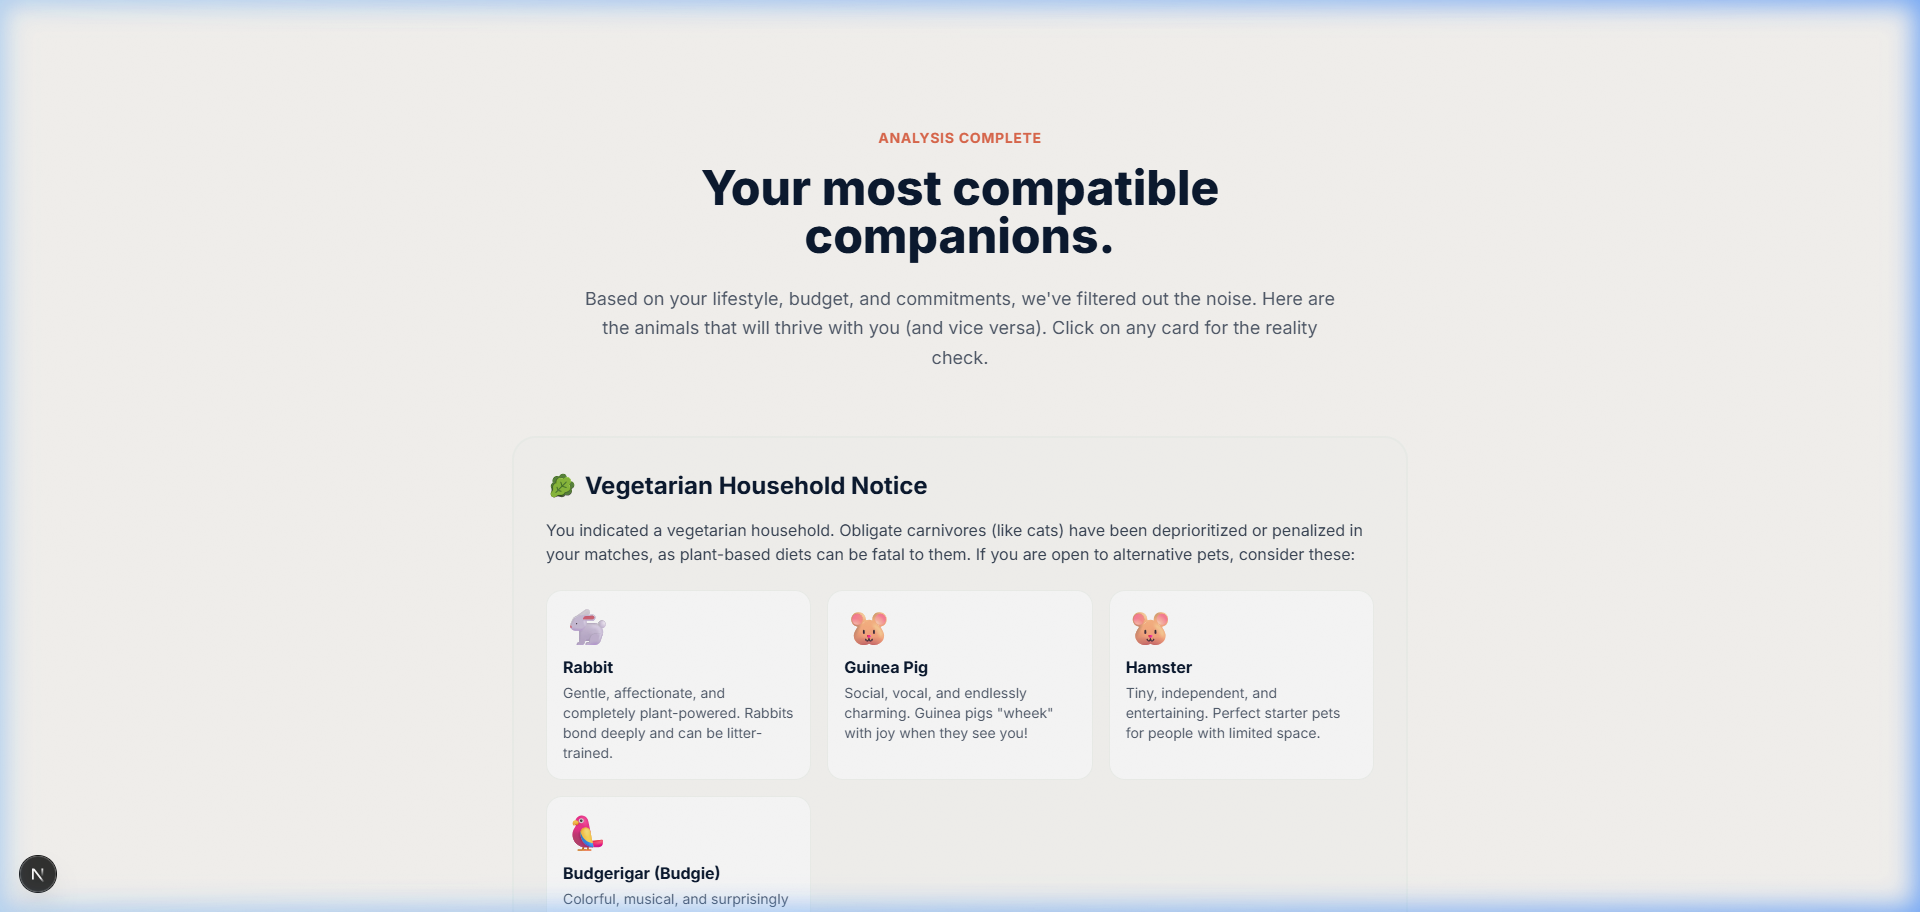 ANALYSIS COMPLETE
Your most compatible
companions.
Based on your lifestyle, budget, and commitments, we've filtered out the noise. Here are
the animals that will thrive with you (and vice versa). Click on any card for the reality
check.
Vegetarian Household Notice
You indicated a vegetarian household. Obligate carnivores (like cats) have been deprioritized or penalized in
your matches, as plant-based diets can be fatal to them. If you are open to alternative pets, consider these:
Rabbit
Gentle, affectionate, and
completely plant-powered. Rabbits
bond deeply and can be litter-
trained.
Guinea Pig
Social, vocal, and endlessly
charming. Guinea pigs "wheek"
with joy when they see you!
Hamster
Tiny, independent, and
entertaining. Perfect starter pets
for people with limited space.
Budgerigar (Budgie)
Colorful, musical, and surprisingly
N